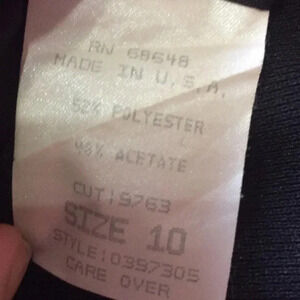 RN 68648
MADE IN U.S.A.
52% POLYESTER
48% ACETATE
CUT:9763
SIZE 10
STYLE:0397305
CARE OVER